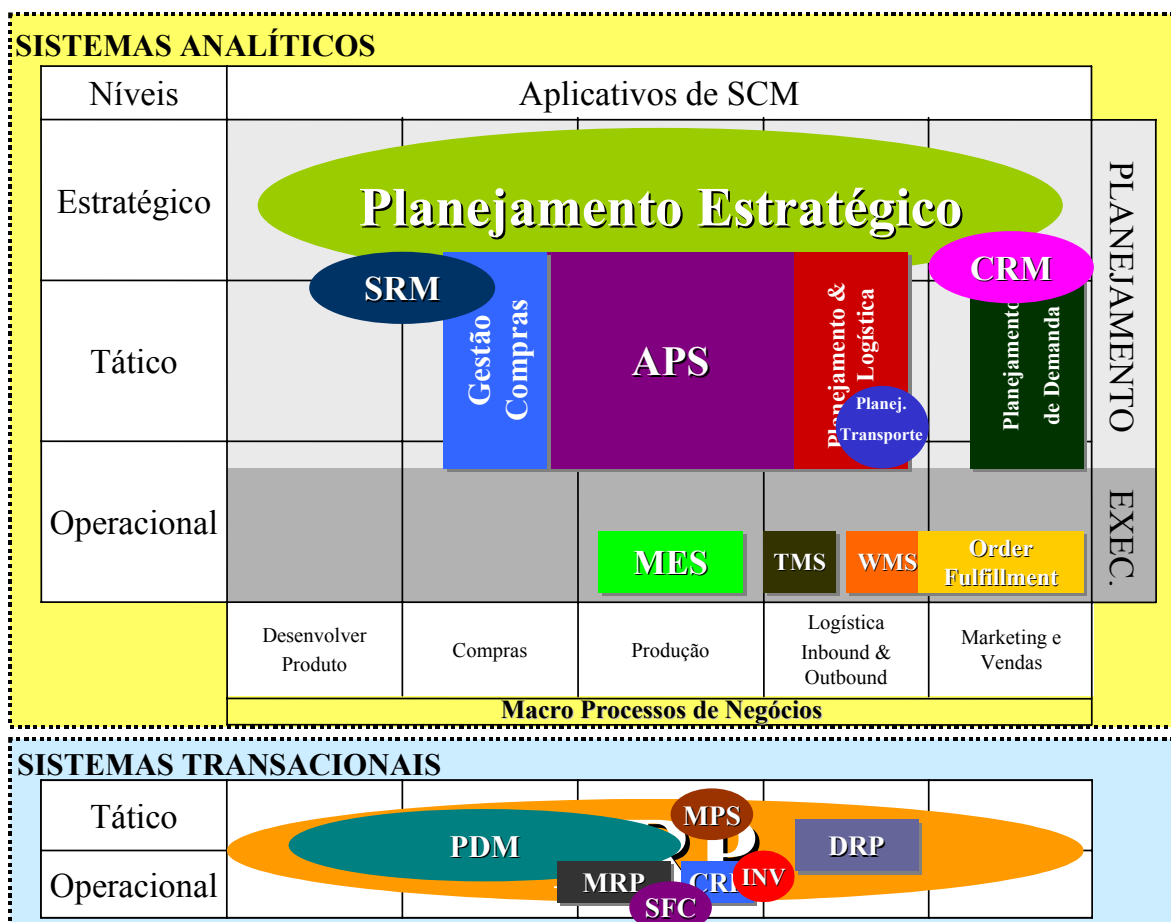 SISTEMAS ANALÍTICOS
Níveis
Aplicativos de SCM
Estratégico
Planejamento Estratégico
SRM
CRM
Tático
Gestão
Compras
APS
Planejamento &
Logística
Planej.
Transporte
Planejamento
de Demanda
PLANEJAMENTO
Operacional
MES
TMS
WMS
Order
Fulfillment
EXEC.
Desenvolver
Produto
Compras
Produção
Logística
Inbound &
Outbound
Marketing e
Vendas
Macro Processos de Negócios
SISTEMAS TRANSACIONAIS
Tático
MPS
PDM
DRP
Operacional
MRP
INV
SFC